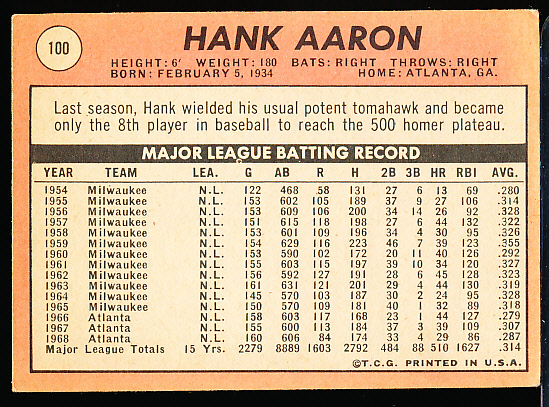 100
HANK AARON
HEIGHT: 6' WEIGHT: 180 BATS: RIGHT THROWS: RIGHT
BORN: FEBRUARY 5, 1934 HOME: ATLANTA, GA.
Last season, Hank wielded his usual potent tomahawk and became
only the 8th player in baseball to reach the 500 homer plateau.
MAJOR LEAGUE BATTING RECORD
YEAR TEAM LEA. G AB R H 2B 3B HR RBI AVG.
1954 Milwaukee N.L. 122 468 58 131 27 6 13 69 .280
1955 Milwaukee N.L. 153 602 105 189 37 9 27 106 .314
1956 Milwaukee N.L. 153 609 106 200 34 14 26 92 .328
1957 Milwaukee N.L. 151 615 118 198 27 6 44 132 .322
1958 Milwaukee N.L. 153 601 109 196 34 4 30 95 .326
1959 Milwaukee N.L. 154 629 116 223 46 7 39 123 .355
1960 Milwaukee N.L. 153 590 102 172 20 11 40 126 .292
1961 Milwaukee N.L. 155 603 115 197 39 10 34 120 .327
1962 Milwaukee N.L. 156 592 127 191 28 6 45 128 .323
1963 Milwaukee N.L. 161 631 121 201 29 4 44 130 .319
1964 Milwaukee N.L. 145 570 103 187 30 2 24 95 .328
1965 Milwaukee N.L. 150 570 109 181 40 1 32 89 .318
1966 Atlanta N.L. 158 603 117 168 23 1 44 127 .279
1967 Atlanta N.L. 155 600 113 184 37 3 39 109 .307
1968 Atlanta N.L. 160 606 84 174 33 4 29 86 .287
Major League Totals 15 Yrs. 2279 8889 1603 2792 484 88 510 1627 .314
©T.C.G. PRINTED IN U.S.A.